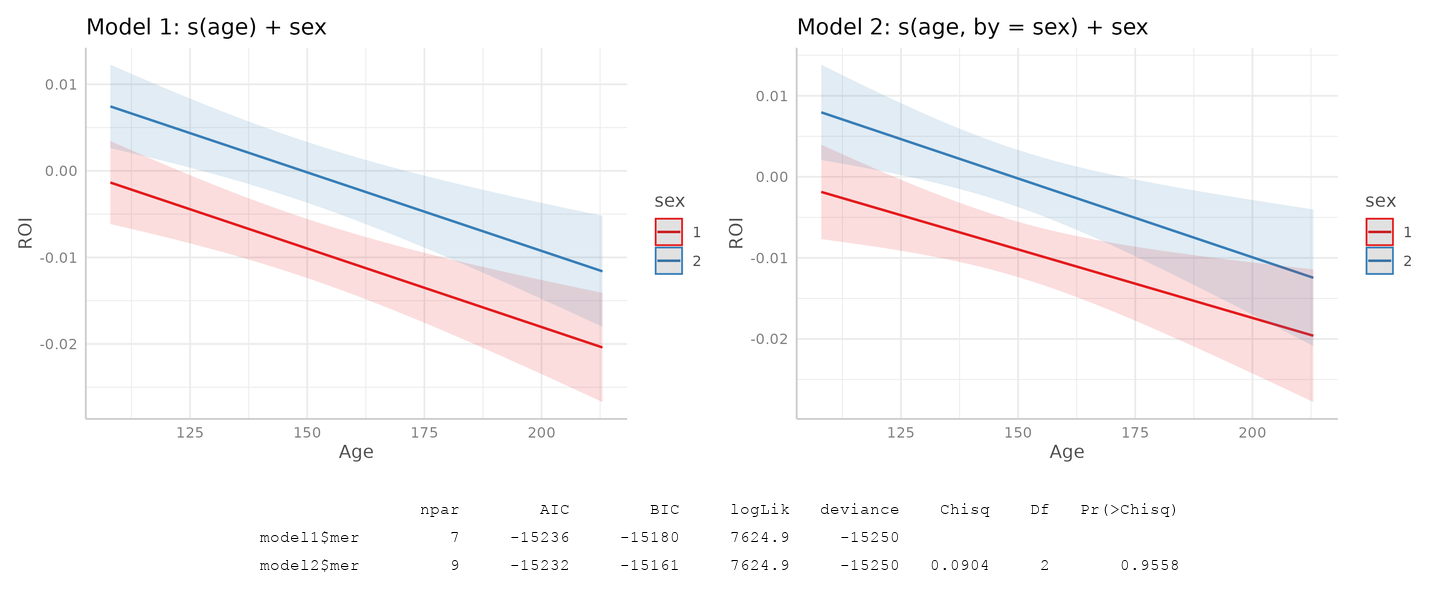 Model 1: s(age) + sex
0.01
0.00
-0.01
-0.02
ROI
125 150 175 200
Age
sex
1
2
Model 2: s(age, by = sex) + sex
0.01
0.00
-0.01
-0.02
ROI
125 150 175 200
Age
sex
1
2
npar AIC BIC logLik deviance Chisq Df Pr(>Chisq)
model1$mer 7 -15236 -15180 7624.9 -15250
model2$mer 9 -15232 -15161 7624.9 -15250 0.0904 2 0.9558